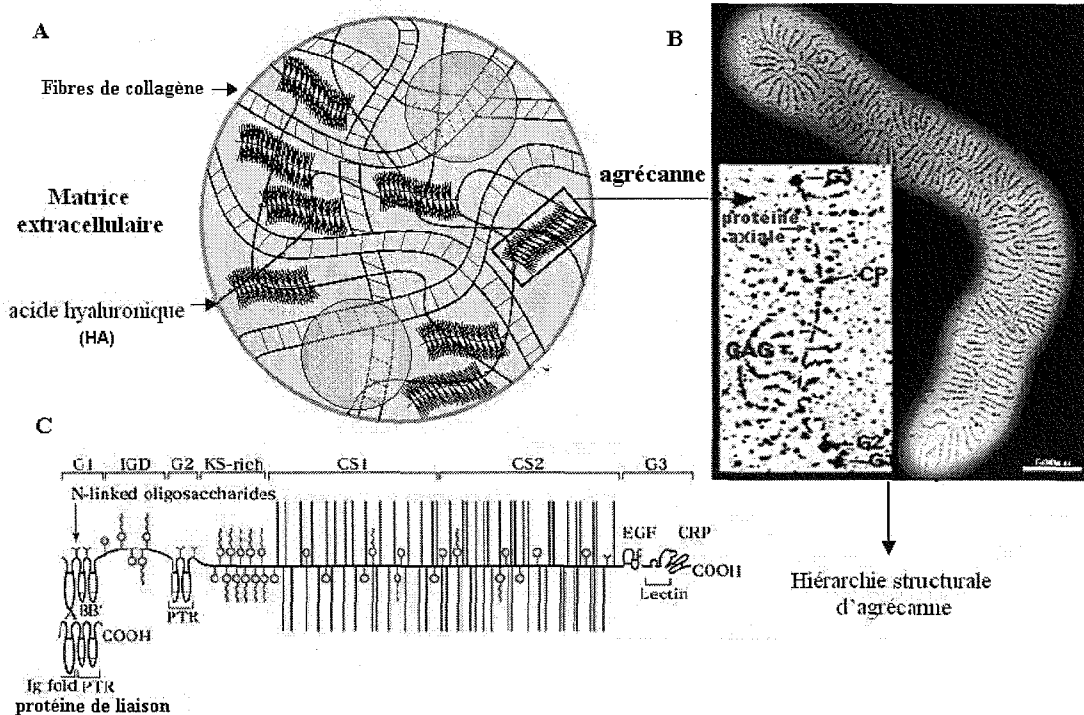 A
B
Fibres de collagène
Matrice
extracellulaire
acide hyaluronique
(HA)
agrécanne
G3
protéine
axiale
CP
GAG
G2
C
G1 IGD G2 KS-rich CS1 CS2 G3
N-linked oligosaccharides
EGF CRP
COOH
Lectin
BB'
PTR
COOH
Ig fold PTR
protéine de liaison
Hiérarchie structurale
d'agrécanne